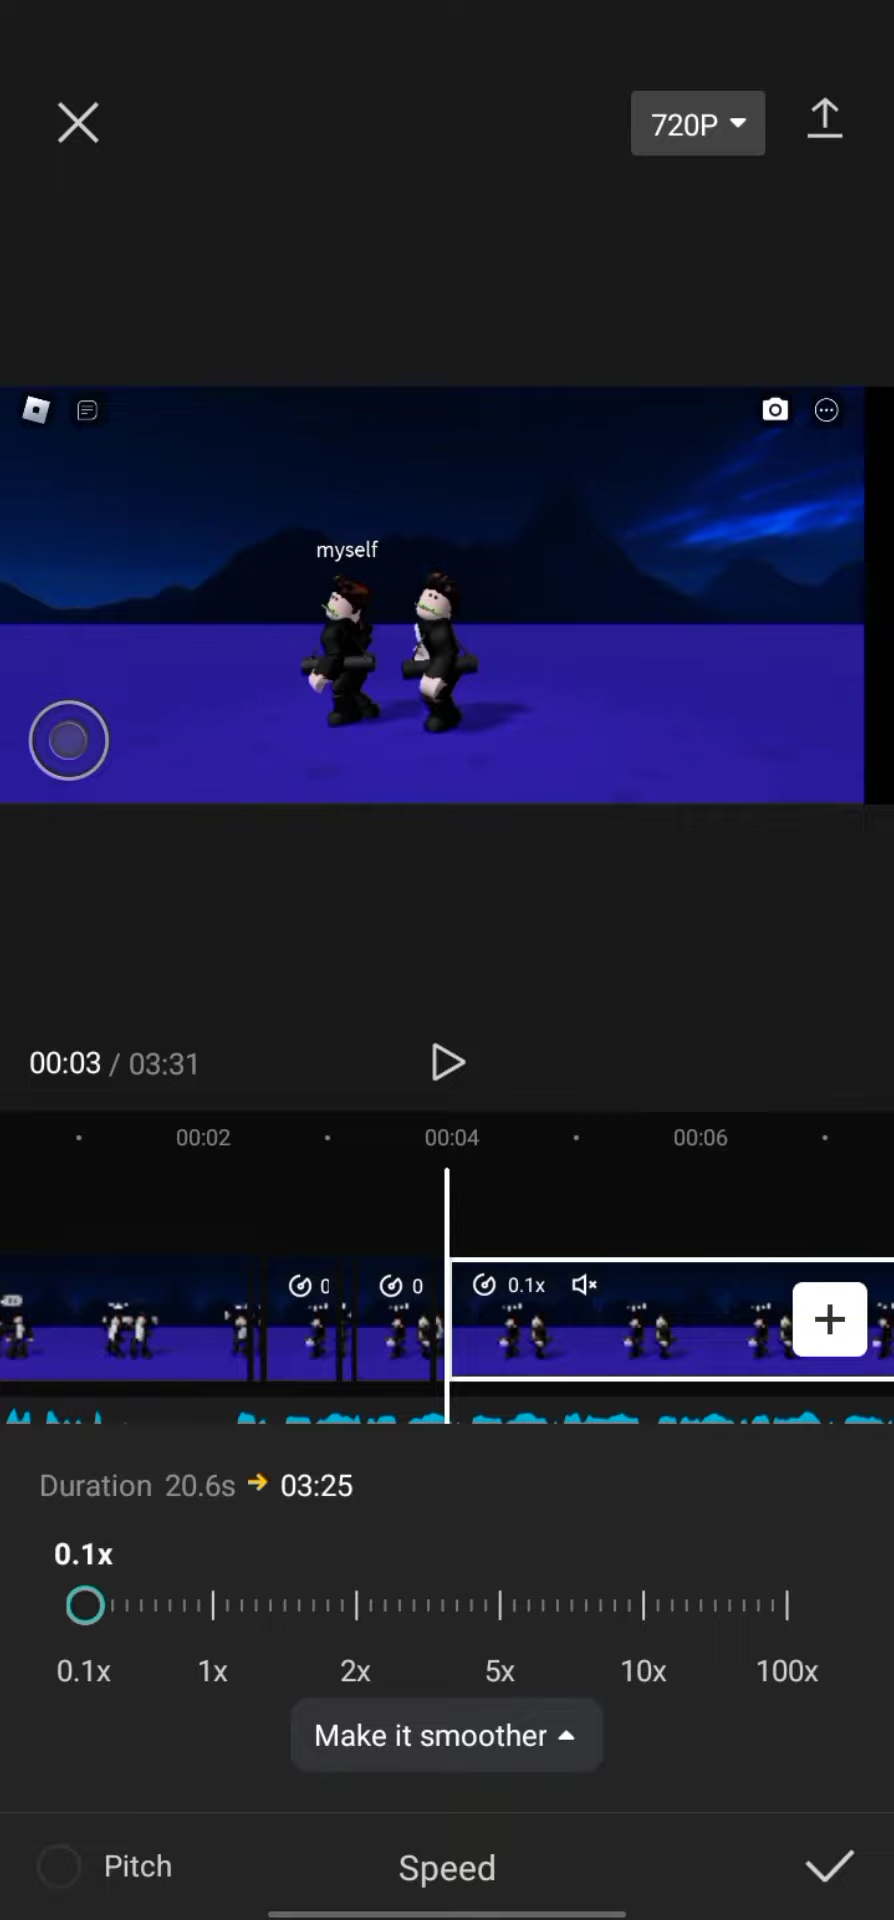 720P
myself
00:03 / 03:31
00:02 00:04 00:06
0 0 0.1x
Duration 20.6s → 03:25
0.1x
0.1x 1x 2x 5x 10x 100x
Make it smoother
Pitch Speed